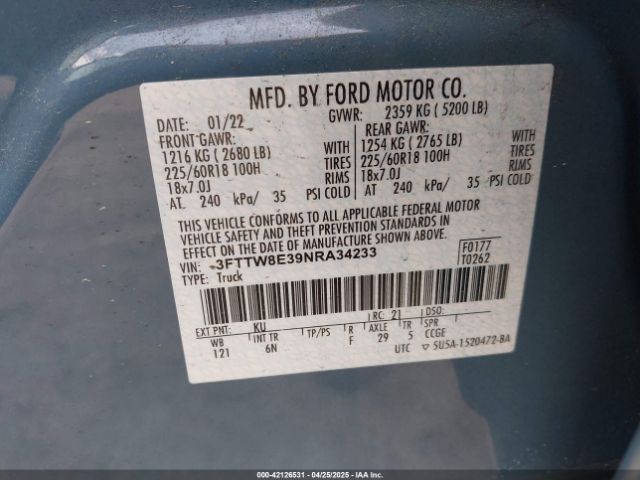 MFD. BY FORD MOTOR CO.
DATE: 01/22 GVWR: 2359 KG ( 5200 LB)
FRONT GAWR: REAR GAWR:
1216 KG ( 2680 LB) WITH 1254 KG ( 2765 LB) WITH
225/60R18 100H TIRES 225/60R18 100H TIRES
18x7.0J RIMS 18x7.0J RIMS
AT 240 kPa/ 35 PSI COLD AT 240 kPa/ 35 PSI COLD
THIS VEHICLE CONFORMS TO ALL APPLICABLE FEDERAL MOTOR
VEHICLE SAFETY AND THEFT PREVENTION STANDARDS IN
EFFECT ON THE DATE OF MANUFACTURE SHOWN ABOVE.
VIN: 3FTTW8E39NRA34233 F0177
TYPE: Truck T0262
EXT PNT: KU RC: 21 DSO:
WB INT TR TP/PS R AXLE TR SPR
121 6N F 29 5 CCGE
UTC ▽ 5U5A-1520472-BA
000-42126531 - 04/25/2025 - IAAI.COM